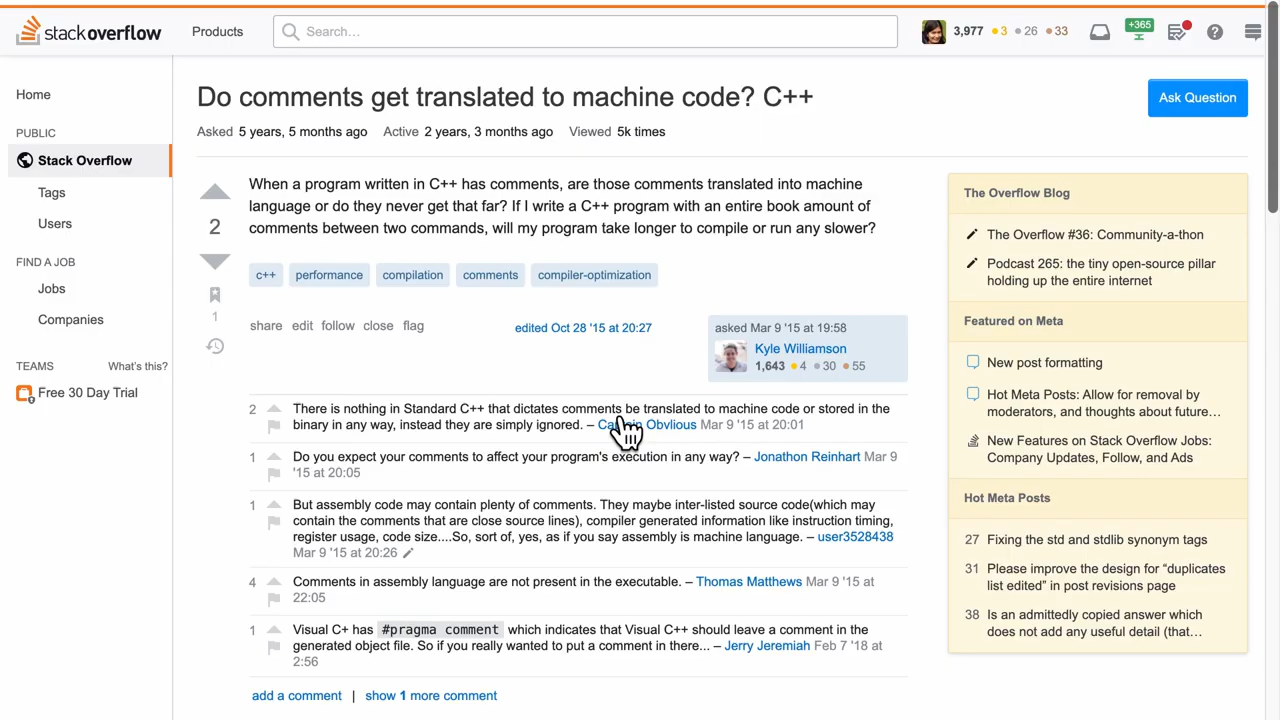 stackoverflow Products Search... 3,977 3 26 33 +365
Home
PUBLIC
Stack Overflow
Tags
Users
FIND A JOB
Jobs
Companies
TEAMS What's this?
Free 30 Day Trial
Do comments get translated to machine code? C++
Ask Question
Asked 5 years, 5 months ago Active 2 years, 3 months ago Viewed 5k times
2
When a program written in C++ has comments, are those comments translated into machine
language or do they never get that far? If I write a C++ program with an entire book amount of
comments between two commands, will my program take longer to compile or run any slower?
c++ performance compilation comments compiler-optimization
1
share edit follow close flag
edited Oct 28 '15 at 20:27
asked Mar 9 '15 at 19:58
Kyle Williamson
1,643 4 30 55
2 There is nothing in Standard C++ that dictates comments be translated to machine code or stored in the
binary in any way, instead they are simply ignored. – Obvlious Mar 9 '15 at 20:01
1 Do you expect your comments to affect your program's execution in any way? – Jonathon Reinhart Mar 9
'15 at 20:05
1 But assembly code may contain plenty of comments. They maybe inter-listed source code(which may
contain the comments that are close source lines), compiler generated information like instruction timing,
register usage, code size....So, sort of, yes, as if you say assembly is machine language. – user3528438
Mar 9 '15 at 20:26
4 Comments in assembly language are not present in the executable. – Thomas Matthews Mar 9 '15 at
22:05
1 Visual C+ has #pragma comment which indicates that Visual C++ should leave a comment in the
generated object file. So if you really wanted to put a comment in there... – Jerry Jeremiah Feb 7 '18 at
2:56
add a comment | show 1 more comment
The Overflow Blog
The Overflow #36: Community-a-thon
Podcast 265: the tiny open-source pillar
holding up the entire internet
Featured on Meta
New post formatting
Hot Meta Posts: Allow for removal by
moderators, and thoughts about future...
New Features on Stack Overflow Jobs:
Company Updates, Follow, and Ads
Hot Meta Posts
27 Fixing the std and stdlib synonym tags
31 Please improve the design for “duplicates
list edited” in post revisions page
38 Is an admittedly copied answer which
does not add any useful detail (that...